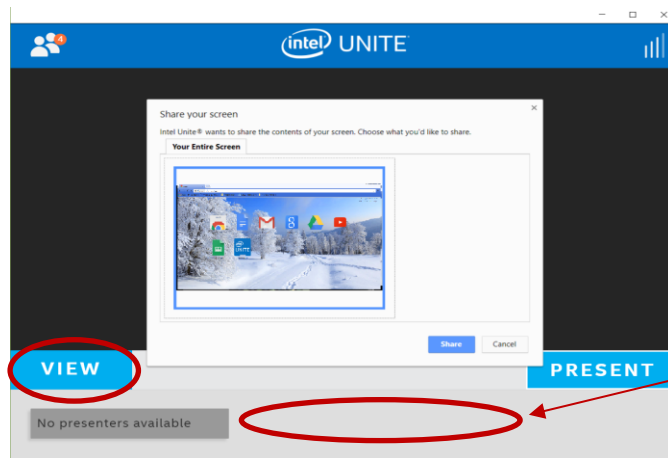 4
intel UNITE
Share your screen
Intel Unite® wants to share the contents of your screen. Choose what you'd like to share.
Your Entire Screen
Share Cancel
VIEW
PRESENT
No presenters available